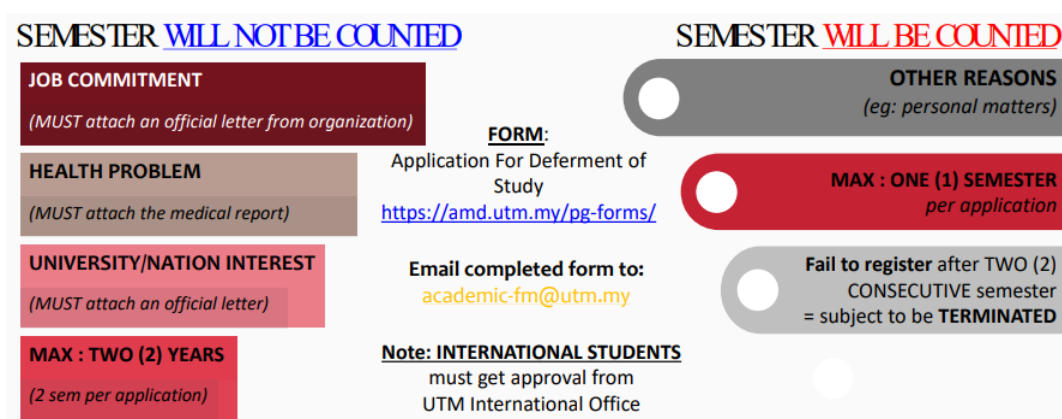 SEMESTER WILL NOT BE COUNTED
JOB COMMITMENT
(MUST attach an official letter from organization)
HEALTH PROBLEM
(MUST attach the medical report)
UNIVERSITY/NATION INTEREST
(MUST attach an official letter)
MAX : TWO (2) YEARS
(2 sem per application)
FORM:
Application For Deferment of
Study
https://amd.utm.my/pg-forms/
Email completed form to:
academic-fm@utm.my
Note: INTERNATIONAL STUDENTS
must get approval from
UTM International Office
SEMESTER WILL BE COUNTED
OTHER REASONS
(eg: personal matters)
MAX : ONE (1) SEMESTER
per application
Fail to register after TWO (2)
CONSECUTIVE semester
= subject to be TERMINATED